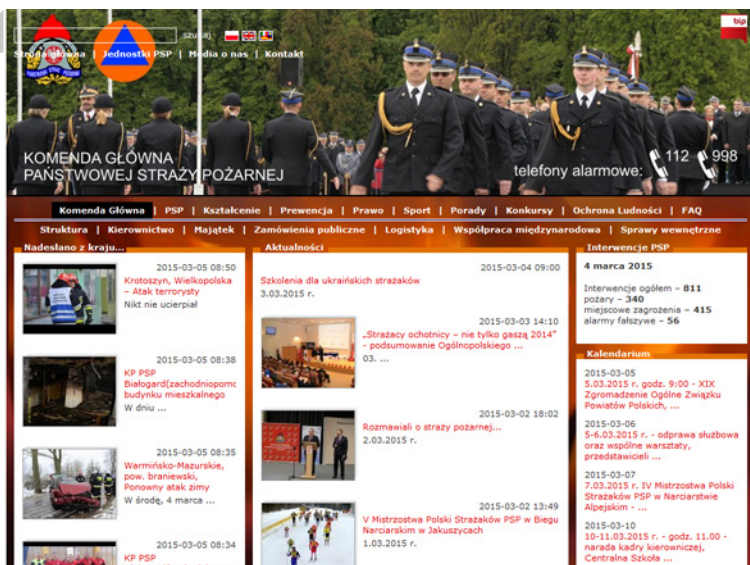 szukaj
bip
Strona główna | Jednostki PSP | Media o nas | Kontakt
PAŃSTWOWA STRAŻ POŻARNA
KOMENDA GŁÓWNA
PAŃSTWOWEJ STRAŻY POŻARNEJ
telefony alarmowe: 112 998
Komenda Główna | PSP | Kształcenie | Prewencja | Prawo | Sport | Porady | Konkursy | Ochrona Ludności | FAQ
Struktura | Kierownictwo | Majątek | Zamówienia publiczne | Logistyka | Współpraca międzynarodowa | Sprawy wewnętrzne
Nadesłano z kraju...
2015-03-05 08:50
Krotoszyn, Wielkopolska
– Atak terrorysty
Nikt nie ucierpiał
2015-03-05 08:38
KP PSP
Białogard(zachodniopomc
budynku mieszkalnego
W dniu ...
2015-03-05 08:35
Warmińsko-Mazurskie,
pow. braniewski,
Ponowny atak zimy
W środę, 4 marca ...
2015-03-05 08:34
KP PSP
Aktualności
2015-03-04 09:00
Szkolenia dla ukraińskich strażaków
3.03.2015 r.
2015-03-03 14:10
„Strażacy ochotnicy – nie tylko gaszą 2014"
- podsumowanie Ogólnopolskiego ...
03. ...
2015-03-02 18:02
Rozmawiali o straży pożarnej...
2.03.2015 r.
2015-03-02 13:49
V Mistrzostwa Polski Strażaków PSP w Biegu
Narciarskim w Jakuszycach
1.03.2015 r.
Interwencje PSP
4 marca 2015
Interwencje ogółem – 811
pożary – 340
miejscowe zagrożenia – 415
alarmy fałszywe – 56
Kalendarium
2015-03-05
5.03.2015 r. godz. 9:00 - XIX
Zgromadzenie Ogólne Związku
Powiatów Polskich, ...
2015-03-06
5-6.03.2015 r. - odprawa służbowa
oraz wspólne warsztaty,
przedstawicieli ...
2015-03-07
7.03.2015 r. IV Mistrzostwa Polski
Strażaków PSP w Narciarstwie
Alpejskim - ...
2015-03-10
10-11.03.2015 r. - godz. 11.00 -
narada kadry kierowniczej,
Centralna Szkoła ...